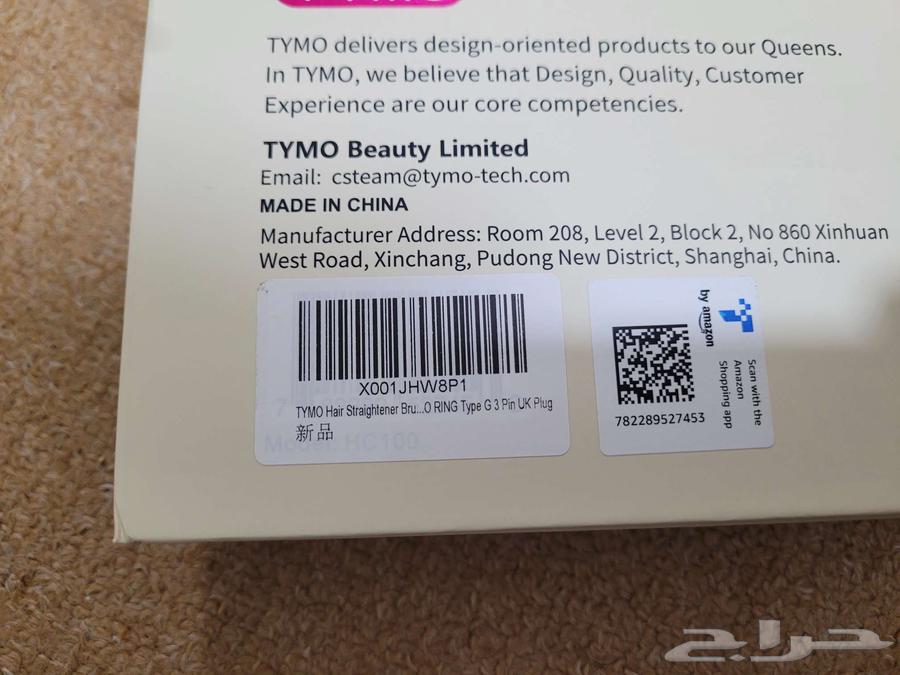 TYMO delivers design-oriented products to our Queens.
In TYMO, we believe that Design, Quality, Customer
Experience are our core competencies.
TYMO Beauty Limited
Email: csteam@tymo-tech.com
MADE IN CHINA
Manufacturer Address: Room 208, Level 2, Block 2, No 860 Xinhuan
West Road, Xinchang, Pudong New District, Shanghai, China.
X001JHW8P1
TYMO Hair Straightener Bru...O RING Type G 3 Pin UK Plug
新品
Model: HC100
by amazon
Scan with the
Amazon
Shopping app
782289527453
حراج